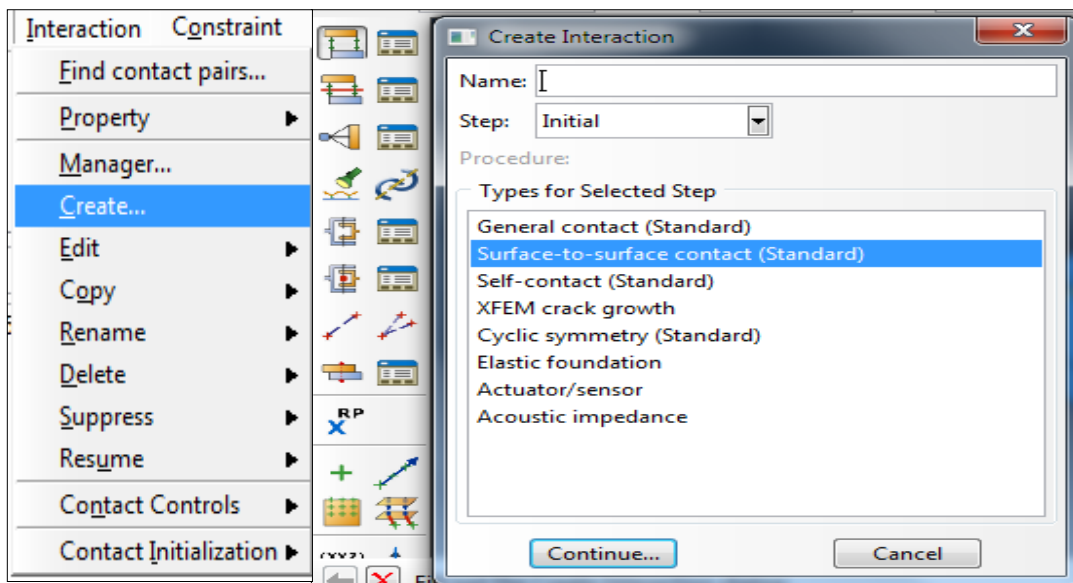 Interaction Constraint
Find contact pairs...
Property
Manager...
Create...
Edit
Copy
Rename
Delete
Suppress
Resume
Contact Controls
Contact Initialization
RP
Create Interaction
Name:
Step: Initial
Procedure:
Types for Selected Step
General contact (Standard)
Surface-to-surface contact (Standard)
Self-contact (Standard)
XFEM crack growth
Cyclic symmetry (Standard)
Elastic foundation
Actuator/sensor
Acoustic impedance
Continue... Cancel